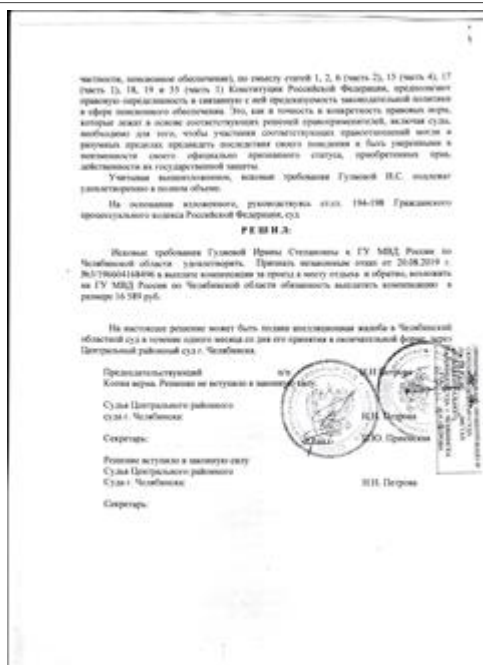 частности, пенсионное обеспечение), по смыслу статей 1, 2, 6 (часть 2), 15 (часть 4), 17
(часть 1), 18, 19 и 55 (часть 1) Конституции Российской Федерации, предполагают
правовую определенность и связанную с ней предсказуемость законодательной политики
в сфере пенсионного обеспечения. Это, как и точность и конкретность правовых норм,
которые лежат в основе соответствующих решений правоприменителей, включая суды,
необходимо для того, чтобы участники соответствующих правоотношений могли в
разумных пределах предвидеть последствия своего поведения и быть уверенными в
неизменности своего официально признанного статуса, приобретенных прав,
действенности их государственной защиты.
Учитывая вышеизложенное, исковые требования Гуляевой И.С. подлежат
удовлетворению в полном объеме.
На основании изложенного, руководствуясь ст.ст. 194-198 Гражданского
процессуального кодекса Российской Федерации, суд
РЕШИЛ:
Исковые требования Гуляевой Ирины Степановны к ГУ МВД России по
Челябинской области удовлетворить. Признать незаконным отказ от 20.08.2019 г.
в выплате компенсации за проезд к месту отдыха и обратно, возложить
на ГУ МВД России по Челябинской области обязанность выплатить компенсацию в
размере 16 589 руб.
На настоящее решение может быть подана апелляционная жалоба в Челябинский
областной суд в течение одного месяца со дня его принятия в окончательной форме через
Центральный районный суд г. Челябинска.
Председательствующий п/п Н.Н. Петрова
Копия верна. Решение не вступило в законную силу.
Судья Центрального районного
суда г. Челябинска: Н.Н. Петрова
Секретарь:
Решение вступило в законную силу
Судья Центрального районного
Суда г. Челябинска: Н.Н. Петрова
Секретарь: